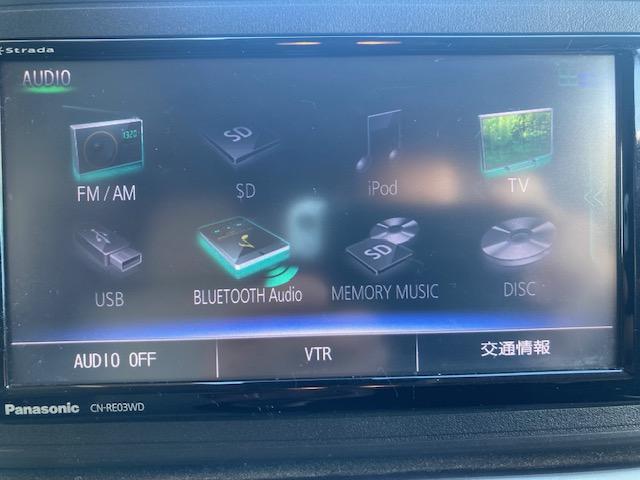 Strada
AUDIO
1320
FM / AM
SD
SD
iPod
TV
USB
BLUETOOTH Audio
SD
MEMORY MUSIC
DISC
AUDIO OFF
VTR
交通情報
Panasonic CN-RE03WD